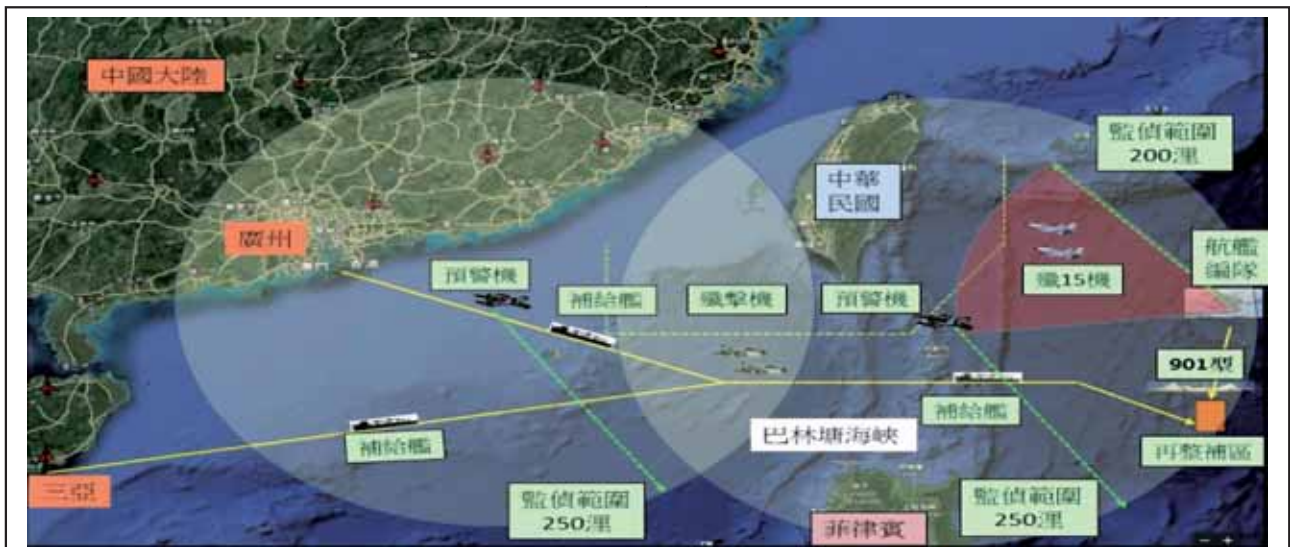 中國大陸
監偵範圍
200浬
中華
民國
廣州
航艦
編隊
預警機
補給艦
殲擊機
預警機
殲15機
901型
補給艦
補給艦
巴林塘海峽
再整補區
三亞
監偵範圍
250浬
監偵範圍
250浬
菲律賓